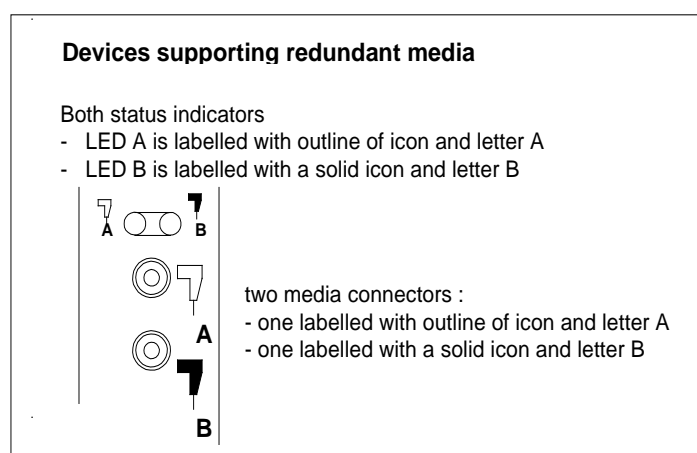 Devices supporting redundant media
Both status indicators
- LED A is labelled with outline of icon and letter A
- LED B is labelled with a solid icon and letter B
A B
two media connectors :
A
- one labelled with outline of icon and letter A
- one labelled with a solid icon and letter B
B